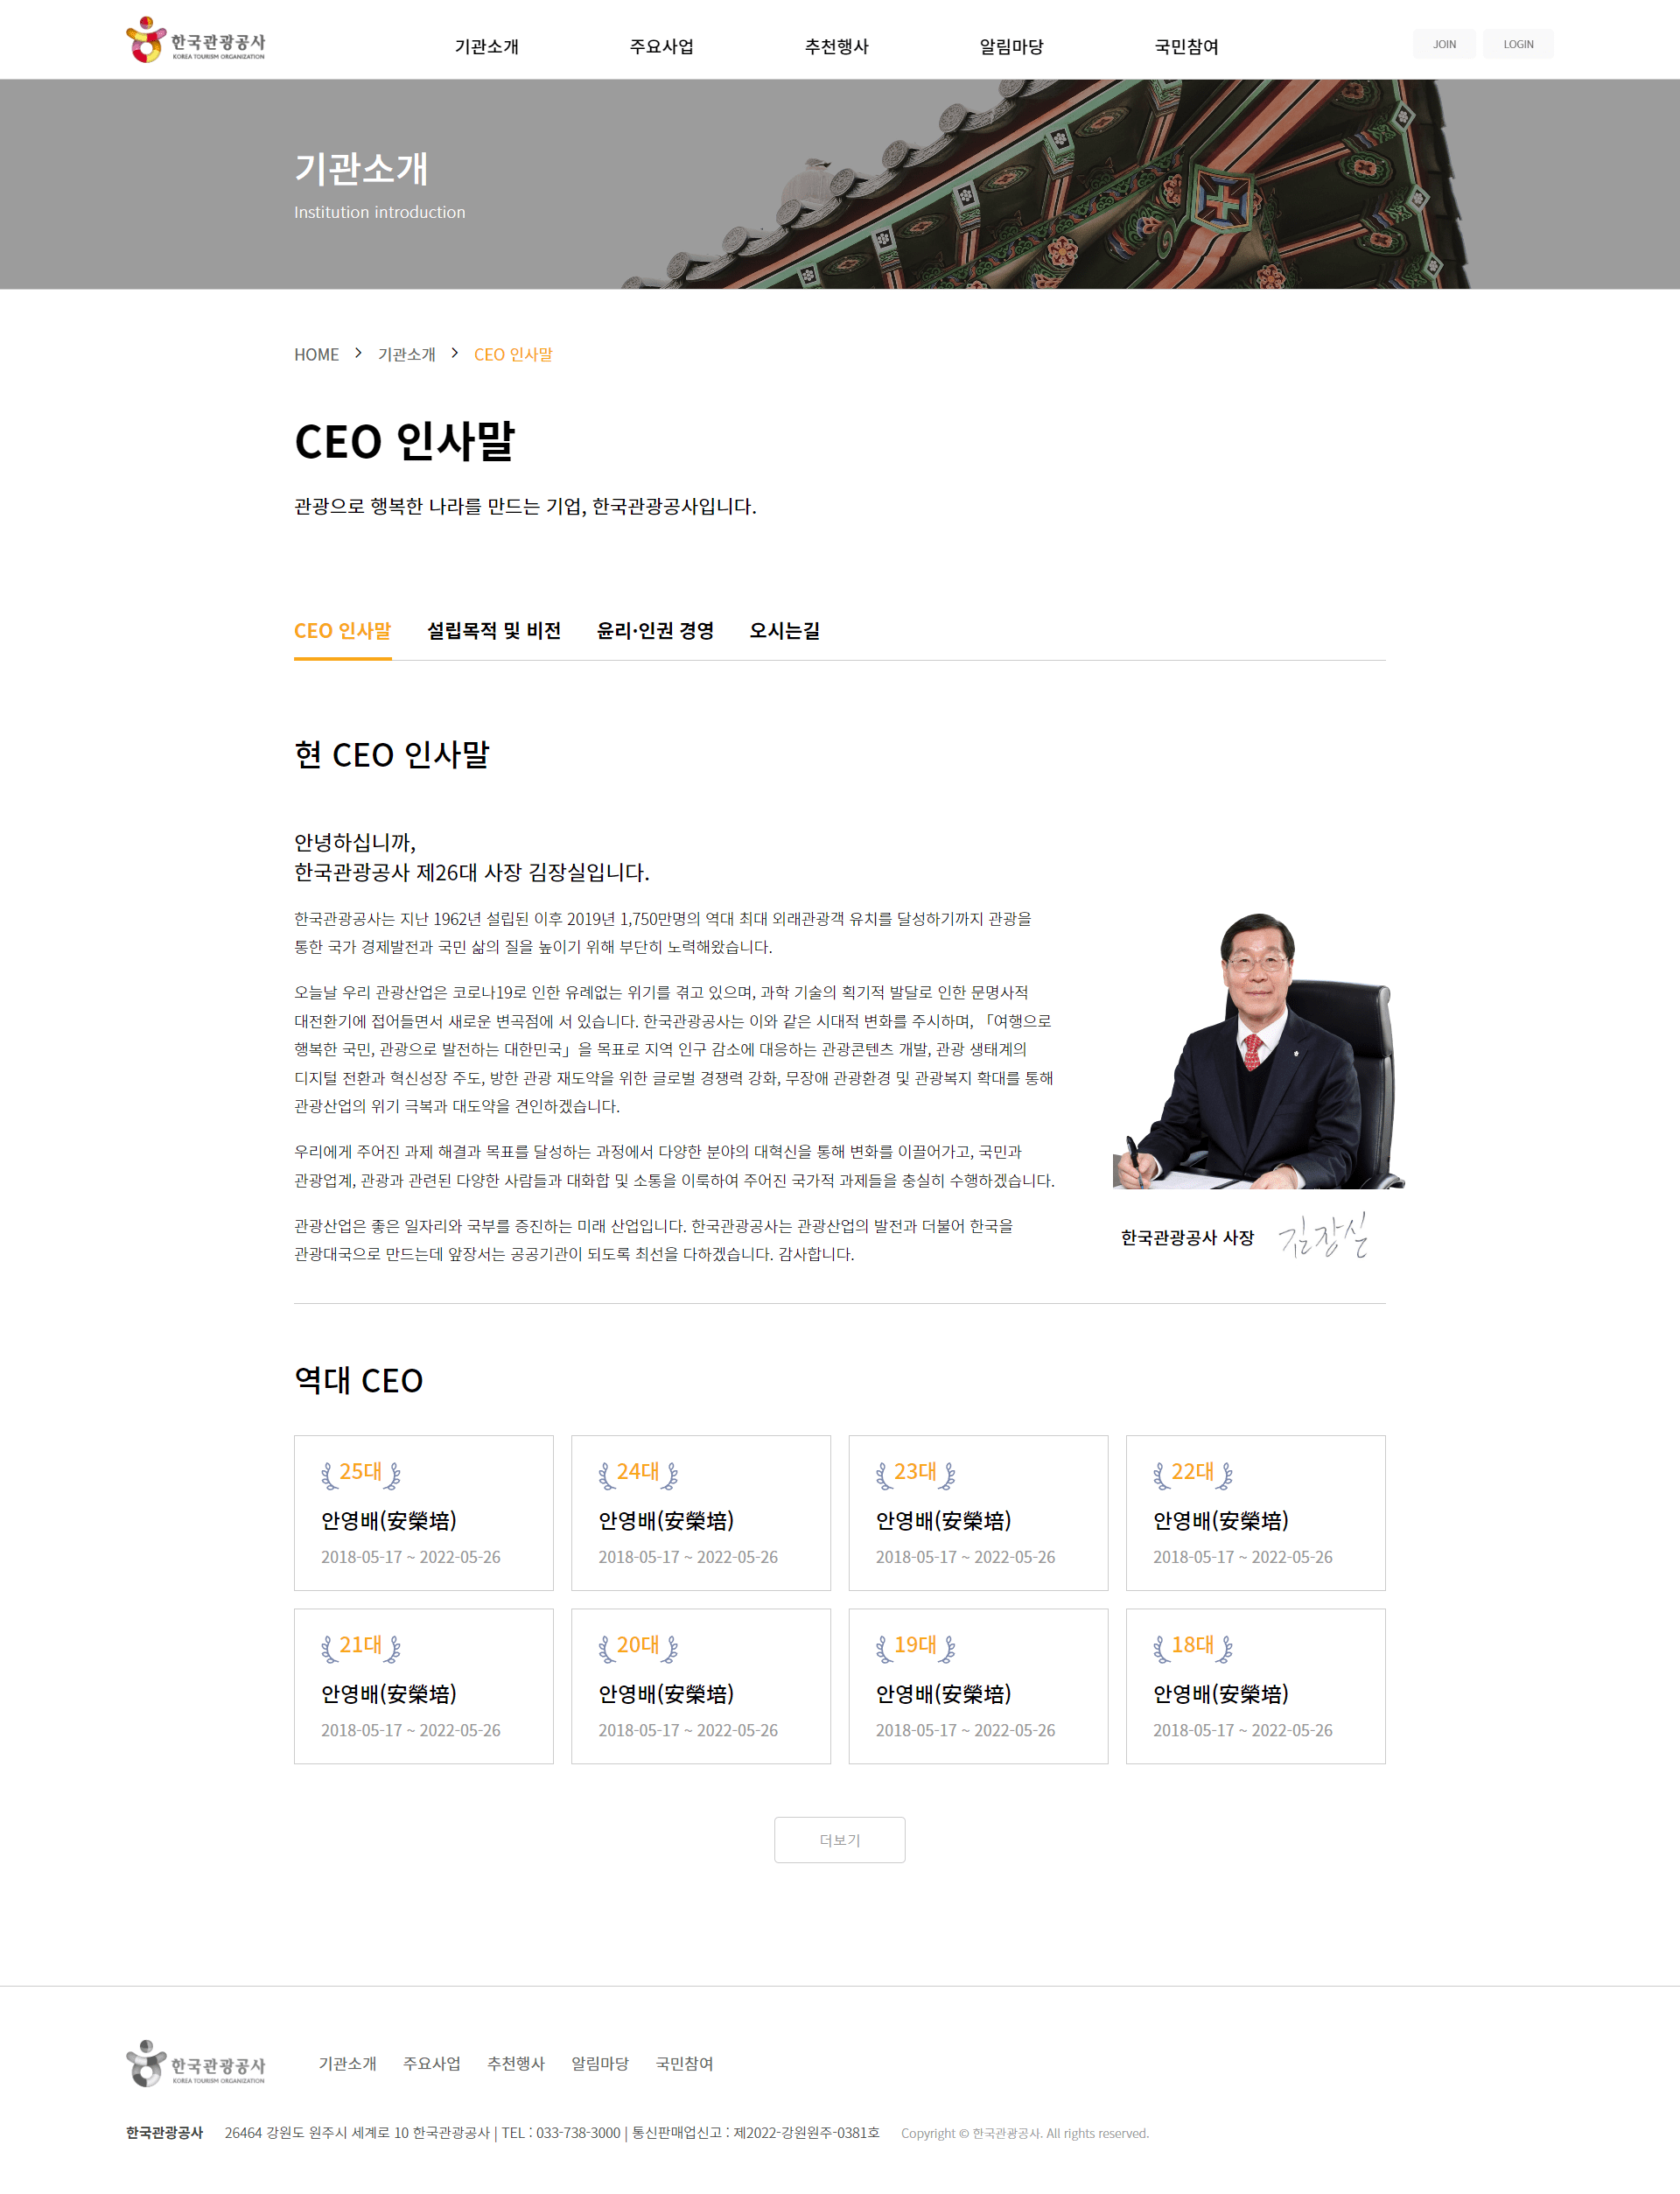 한국관광공사
KOREA TOURISM ORGANIZATION
기관소개 주요사업 추천행사 알림마당 국민참여
JOIN LOGIN
기관소개
Institution introduction
HOME > 기관소개 > CEO 인사말
CEO 인사말
관광으로 행복한 나라를 만드는 기업, 한국관광공사입니다.
CEO 인사말 설립목적 및 비전 윤리·인권 경영 오시는길
현 CEO 인사말
안녕하십니까,
한국관광공사 제26대 사장 김장실입니다.
한국관광공사는 지난 1962년 설립된 이후 2019년 1,750만명의 역대 최대 외래관광객 유치를 달성하기까지 관광을
통한 국가 경제발전과 국민 삶의 질을 높이기 위해 부단히 노력해왔습니다.
오늘날 우리 관광산업은 코로나19로 인한 유례없는 위기를 겪고 있으며, 과학 기술의 획기적 발달로 인한 문명사적
대전환기에 접어들면서 새로운 변곡점에 서 있습니다. 한국관광공사는 이와 같은 시대적 변화를 주시하며, 「여행으로
행복한 국민, 관광으로 발전하는 대한민국」을 목표로 지역 인구 감소에 대응하는 관광콘텐츠 개발, 관광 생태계의
디지털 전환과 혁신성장 주도, 방한 관광 재도약을 위한 글로벌 경쟁력 강화, 무장애 관광환경 및 관광복지 확대를 통해
관광산업의 위기 극복과 대도약을 견인하겠습니다.
우리에게 주어진 과제 해결과 목표를 달성하는 과정에서 다양한 분야의 대혁신을 통해 변화를 이끌어가고, 국민과
관광업계, 관광과 관련된 다양한 사람들과 대화합 및 소통을 이룩하여 주어진 국가적 과제들을 충실히 수행하겠습니다.
관광산업은 좋은 일자리와 국부를 증진하는 미래 산업입니다. 한국관광공사는 관광산업의 발전과 더불어 한국을
관광대국으로 만드는데 앞장서는 공공기관이 되도록 최선을 다하겠습니다. 감사합니다.
한국관광공사 사장 김장실
역대 CEO
25대
안영배(安榮培)
2018-05-17 ~ 2022-05-26
24대
안영배(安榮培)
2018-05-17 ~ 2022-05-26
23대
안영배(安榮培)
2018-05-17 ~ 2022-05-26
22대
안영배(安榮培)
2018-05-17 ~ 2022-05-26
21대
안영배(安榮培)
2018-05-17 ~ 2022-05-26
20대
안영배(安榮培)
2018-05-17 ~ 2022-05-26
19대
안영배(安榮培)
2018-05-17 ~ 2022-05-26
18대
안영배(安榮培)
2018-05-17 ~ 2022-05-26
더보기
한국관광공사
KOREA TOURISM ORGANIZATION
기관소개 주요사업 추천행사 알림마당 국민참여
한국관광공사 26464 강원도 원주시 세계로 10 한국관광공사 | TEL : 033-738-3000 | 통신판매업신고 : 제2022-강원원주-0381호 Copyright © 한국관광공사. All rights reserved.